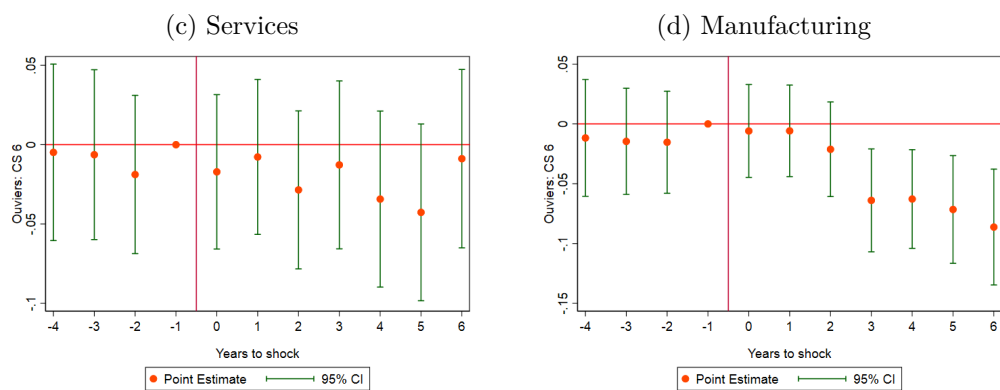 (c) Services
Ouviers: CS 6
.05
0
-.05
-.1
-4 -3 -2 -1 0 1 2 3 4 5 6
Years to shock
Point Estimate 95% CI
(d) Manufacturing
Ouviers: CS 6
.05
0
-.05
-.1
-.15
-4 -3 -2 -1 0 1 2 3 4 5 6
Years to shock
Point Estimate 95% CI